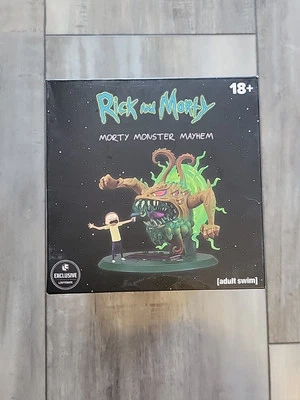 18+
RICK AND MORTY
MORTY MONSTER MAYHEM
EXCLUSIVE
[adult swim]